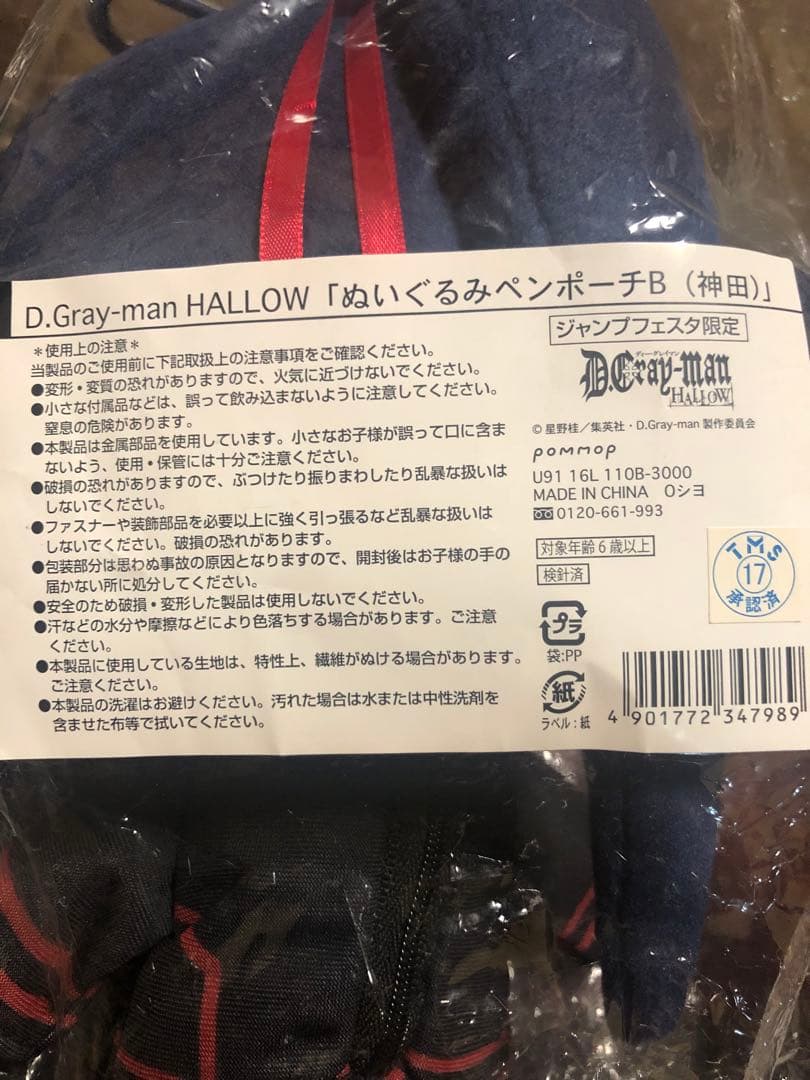 D.Gray-man HALLOW「ぬいぐるみペンポーチB（神田）」
＊使用上の注意＊
当製品のご使用前に下記取扱上の注意事項をご確認ください。
●変形・変質の恐れがありますので、火気に近づけないでください。
●小さな付属品などは、誤って飲み込まないように注意してください。
窒息の危険があります。
●本製品は金属部品を使用しています。小さなお子様が誤って口に含ま
ないよう、使用・保管には十分ご注意ください。
●破損の恐れがありますので、ぶつけたり振りまわしたり乱暴な扱いは
しないでください。
●ファスナーや装飾部品を必要以上に強く引っ張るなど乱暴な扱いは
しないでください。破損の恐れがあります。
●包装部分は思わぬ事故の原因となりますので、開封後はお子様の手の
届かない所に処分してください。
●安全のため破損・変形した製品は使用しないでください。
●汗などの水分や摩擦などにより色落ちする場合があります。ご注意
ください。
●本製品に使用している生地は、特性上、繊維がぬける場合があります。
ご注意ください。
●本製品の洗濯はお避けください。汚れた場合は水または中性洗剤を
含ませた布等で拭いてください。
ジャンプフェスタ限定
ディー・グレイマン
D.Gray-man
HALLOW
©星野桂／集英社・D.Gray-man 製作委員会
pommop
U91 16L 110B-3000
MADE IN CHINA Oシヨ
0120-661-993
対象年齢6歳以上
検針済
TMS
17
承認済
プラ
袋:PP
紙
ラベル：紙
4 901772 347989